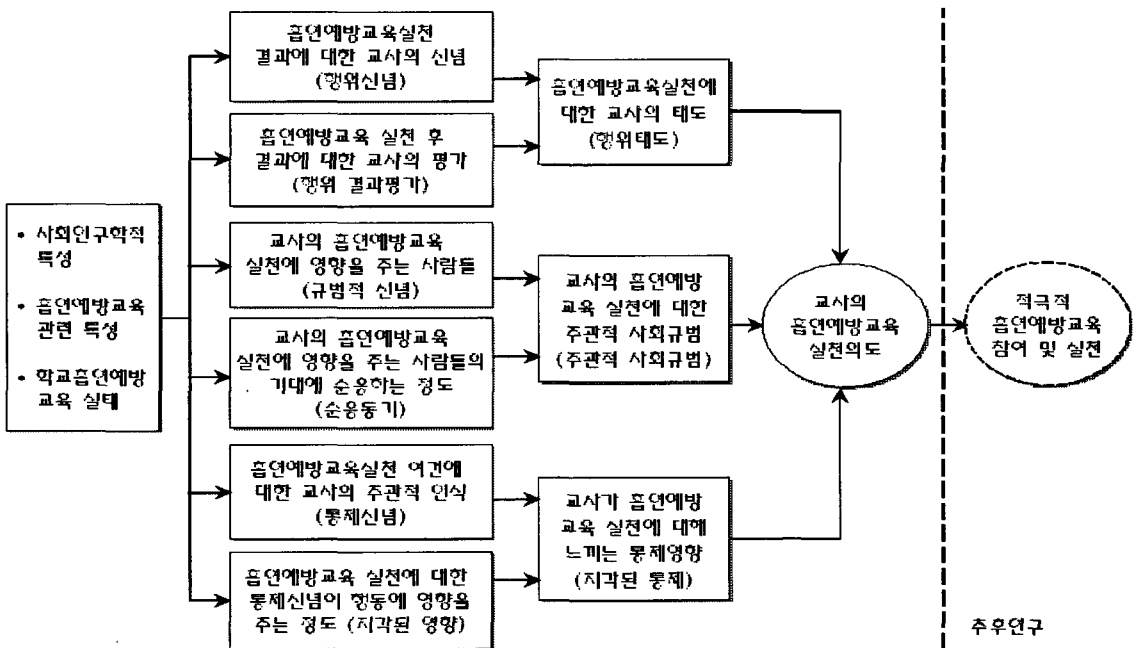 • 사회인구학적
특성
• 흡연예방교육
관련 특성
• 학교흡연예방
교육 실태
흡연예방교육실천
결과에 대한 교사의 신념
(행위신념)
흡연예방교육 실천 후
결과에 대한 교사의 평가
(행위 결과평가)
교사의 흡연예방교육
실천에 영향을 주는 사람들
(규범적 신념)
교사의 흡연예방교육
실천에 영향을 주는 사람들의
기대에 순응하는 정도
(순응동기)
흡연예방교육실천 여건에
대한 교사의 주관적 인식
(통제신념)
흡연예방교육 실천에 대한
통제신념이 행동에 영향을
주는 정도 (지각된 영향)
흡연예방교육실천에
대한 교사의 태도
(행위태도)
교사의 흡연예방
교육 실천에 대한
주관적 사회규범
(주관적 사회규범)
교사가 흡연예방
교육 실천에 대해
느끼는 통제영향
(지각된 통제)
교사의
흡연예방교육
실천의도
적극적
흡연예방교육
참여 및 실천
추후연구